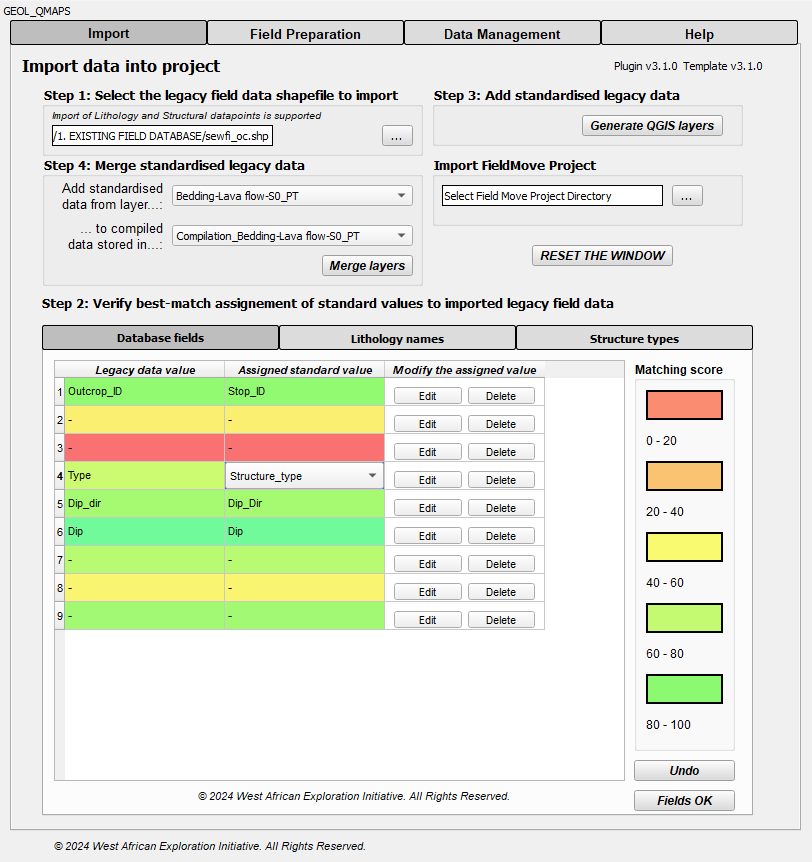 GEOL_QMAPS
Import
Field Preparation
Data Management
Help
Import data into project
Plugin v3.1.0 Template v3.1.0
Step 1: Select the legacy field data shapefile to import
Import of Lithology and Structural datapoints is supported
/1. EXISTING FIELD DATABASE/sewfi_oc.shp
...
Step 3: Add standardised legacy data
Generate QGIS layers
Step 4: Merge standardised legacy data
Add standardised
data from layer...:
Bedding-Lava flow-S0_PT
... to compiled
data stored in...:
Compilation_Bedding-Lava flow-S0_PT
Merge layers
Import FieldMove Project
Select Field Move Project Directory
...
RESET THE WINDOW
Step 2: Verify best-match assignement of standard values to imported legacy field data
Database fields
Lithology names
Structure types
Legacy data value Assigned standard value Modify the assigned value
1 Outcrop_ID Stop_ID Edit Delete
2 - - Edit Delete
3 - - Edit Delete
4 Type Structure_type Edit Delete
5 Dip_dir Dip_Dir Edit Delete
6 Dip Dip Edit Delete
7 - - Edit Delete
8 - - Edit Delete
9 - - Edit Delete
Matching score
0 - 20
20 - 40
40 - 60
60 - 80
80 - 100
Undo
Fields OK
© 2024 West African Exploration Initiative. All Rights Reserved.
© 2024 West African Exploration Initiative. All Rights Reserved.